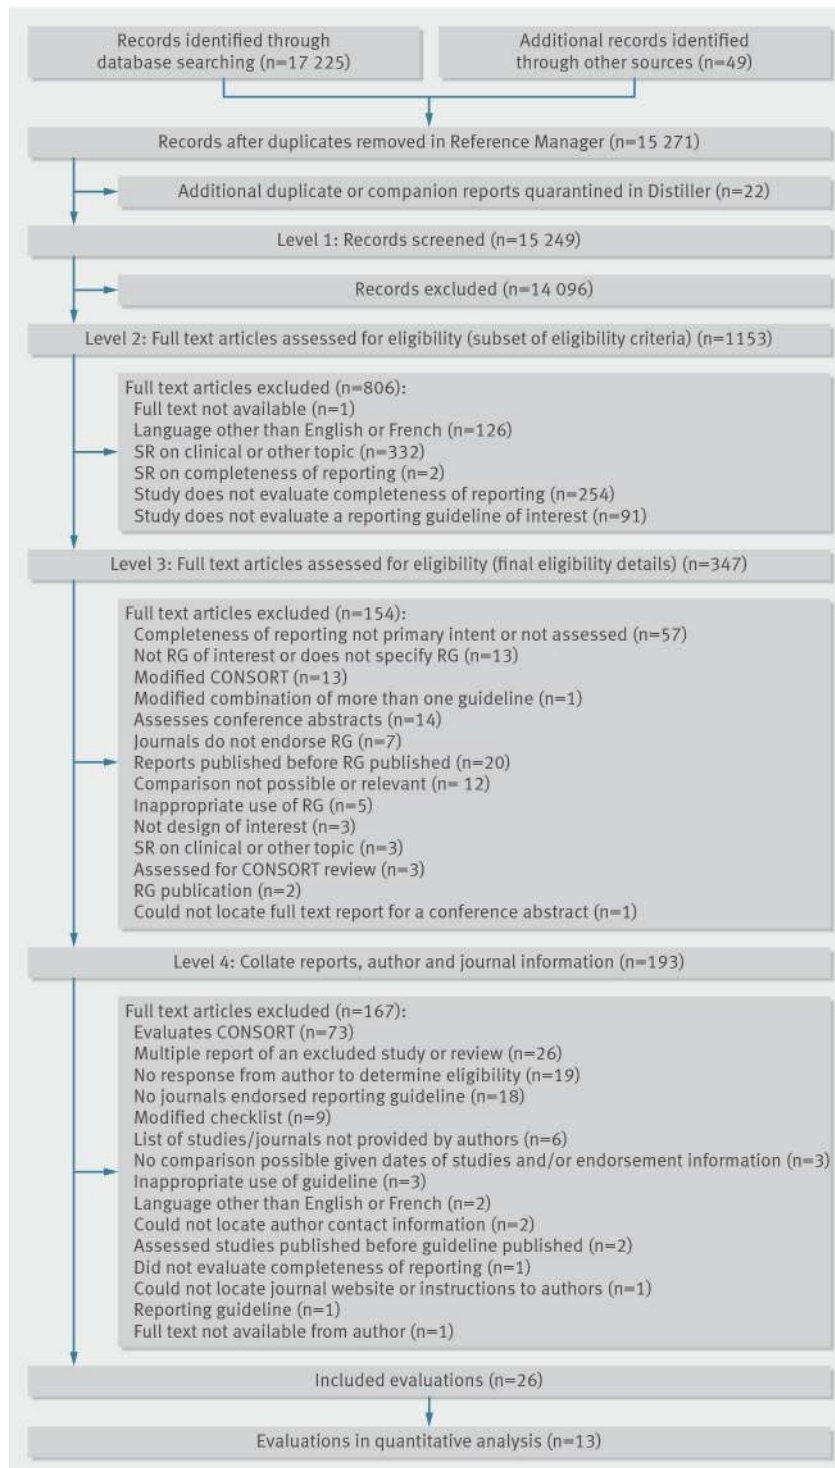 Records identified through
database searching (n=17 225)
Additional records identified
through other sources (n=49)
Records after duplicates removed in Reference Manager (n=15 271)
Additional duplicate or companion reports quarantined in Distiller (n=22)
Level 1: Records screened (n=15 249)
Records excluded (n=14 096)
Level 2: Full text articles assessed for eligibility (subset of eligibility criteria) (n=1153)
Full text articles excluded (n=806):
Full text not available (n=1)
Language other than English or French (n=126)
SR on clinical or other topic (n=332)
SR on completeness of reporting (n=2)
Study does not evaluate completeness of reporting (n=254)
Study does not evaluate a reporting guideline of interest (n=91)
Level 3: Full text articles assessed for eligibility (final eligibility details) (n=347)
Full text articles excluded (n=154):
Completeness of reporting not primary intent or not assessed (n=57)
Not RG of interest or does not specify RG (n=13)
Modified CONSORT (n=13)
Modified combination of more than one guideline (n=1)
Assesses conference abstracts (n=14)
Journals do not endorse RG (n=7)
Reports published before RG published (n=20)
Comparison not possible or relevant (n= 12)
Inappropriate use of RG (n=5)
Not design of interest (n=3)
SR on clinical or other topic (n=3)
Assessed for CONSORT review (n=3)
RG publication (n=2)
Could not locate full text report for a conference abstract (n=1)
Level 4: Collate reports, author and journal information (n=193)
Full text articles excluded (n=167):
Evaluates CONSORT (n=73)
Multiple report of an excluded study or review (n=26)
No response from author to determine eligibility (n=19)
No journals endorsed reporting guideline (n=18)
Modified checklist (n=9)
List of studies/journals not provided by authors (n=6)
No comparison possible given dates of studies and/or endorsement information (n=3)
Inappropriate use of guideline (n=3)
Language other than English or French (n=2)
Could not locate author contact information (n=2)
Assessed studies published before guideline published (n=2)
Did not evaluate completeness of reporting (n=1)
Could not locate journal website or instructions to authors (n=1)
Reporting guideline (n=1)
Full text not available from author (n=1)
Included evaluations (n=26)
Evaluations in quantitative analysis (n=13)